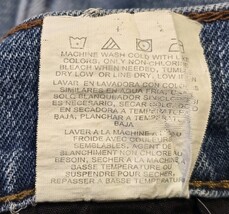 MACHINE WASH COLD WITH LIKE
COLORS, ONLY NON-CHLORINE
BLEACH WHEN NEEDED, TUMBLE
DRY LOW OR LINE DRY, LOW
LAVAR EN LAVADORA CON COLORES
SIMILARES EN AGUA FRIA
SOLO BLANQUEADOR
ES NECESARIO, SECAR
EN SECADORA A TEMPERATURA
BAJA, PLANCHAR A TEMPERATURA
BAJA
LAVER A LA MACHINE A L'EAU
FROIDE AVEC COULEURS
SEMBLABLES, AGENT DE
BLANCHIMENT NON CHLORE AU
BESOIN, SECHER A LA MACHINE
A BASSE TEMPERATURE OU
SUSPENDRE POUR SECHER
REPASSER A BASSE TEMPERATURE